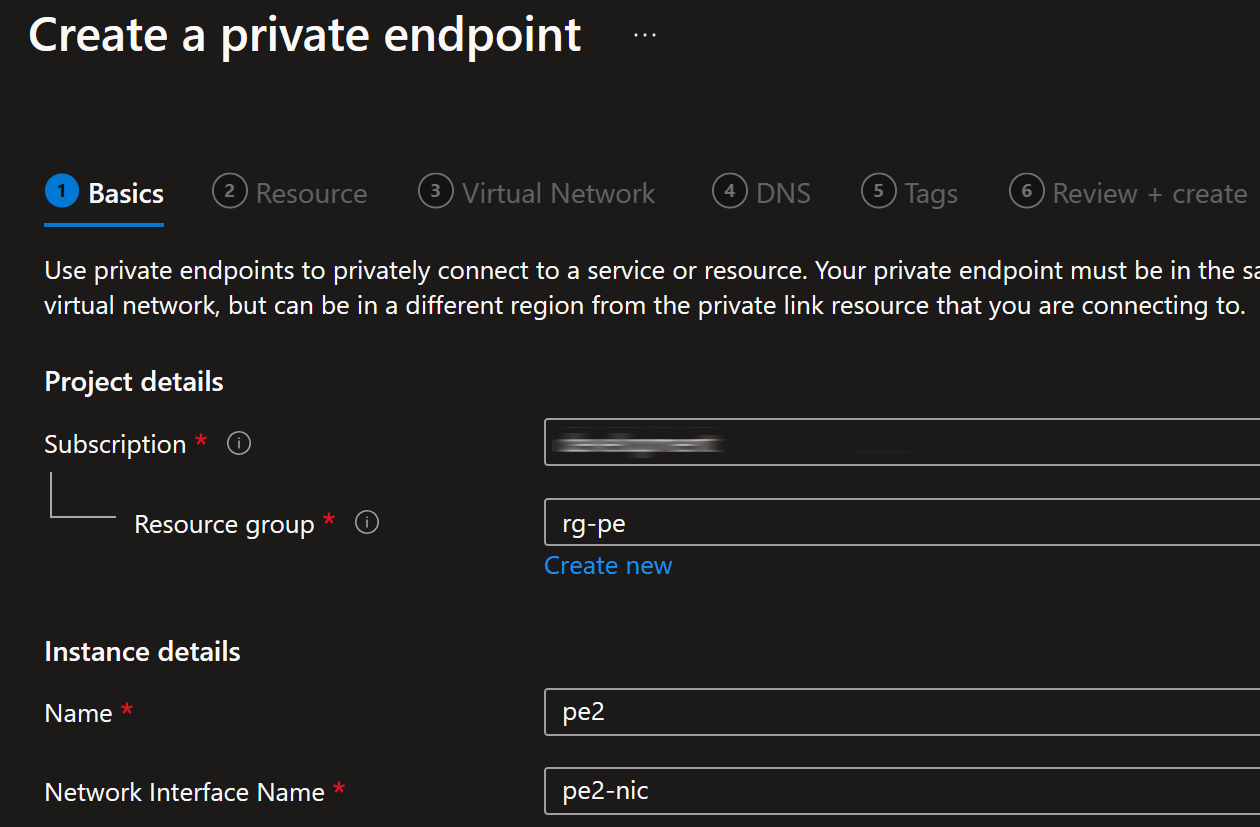 Create a private endpoint ...
1 Basics 2 Resource 3 Virtual Network 4 DNS 5 Tags 6 Review + create
Use private endpoints to privately connect to a service or resource. Your private endpoint must be in the
virtual network, but can be in a different region from the private link resource that you are connecting to.
Project details
Subscription *
Resource group * rg-pe
Create new
Instance details
Name * pe2
Network Interface Name * pe2-nic